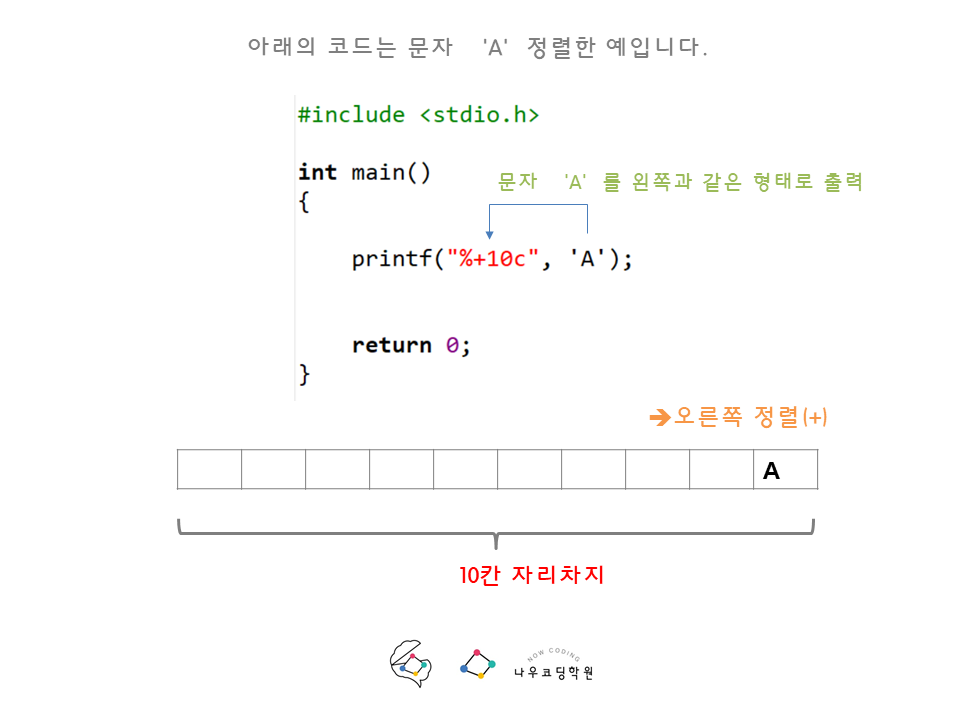 아래의 코드는 문자 'A' 정렬한 예입니다.
#include <stdio.h>
int main()
문자 'A' 를 왼쪽과 같은 형태로 출력
{
printf("%+10c", 'A');
return 0;
}
➔오른쪽 정렬(+)
A
10칸 자리차지
NOW CODING
나우코딩학원